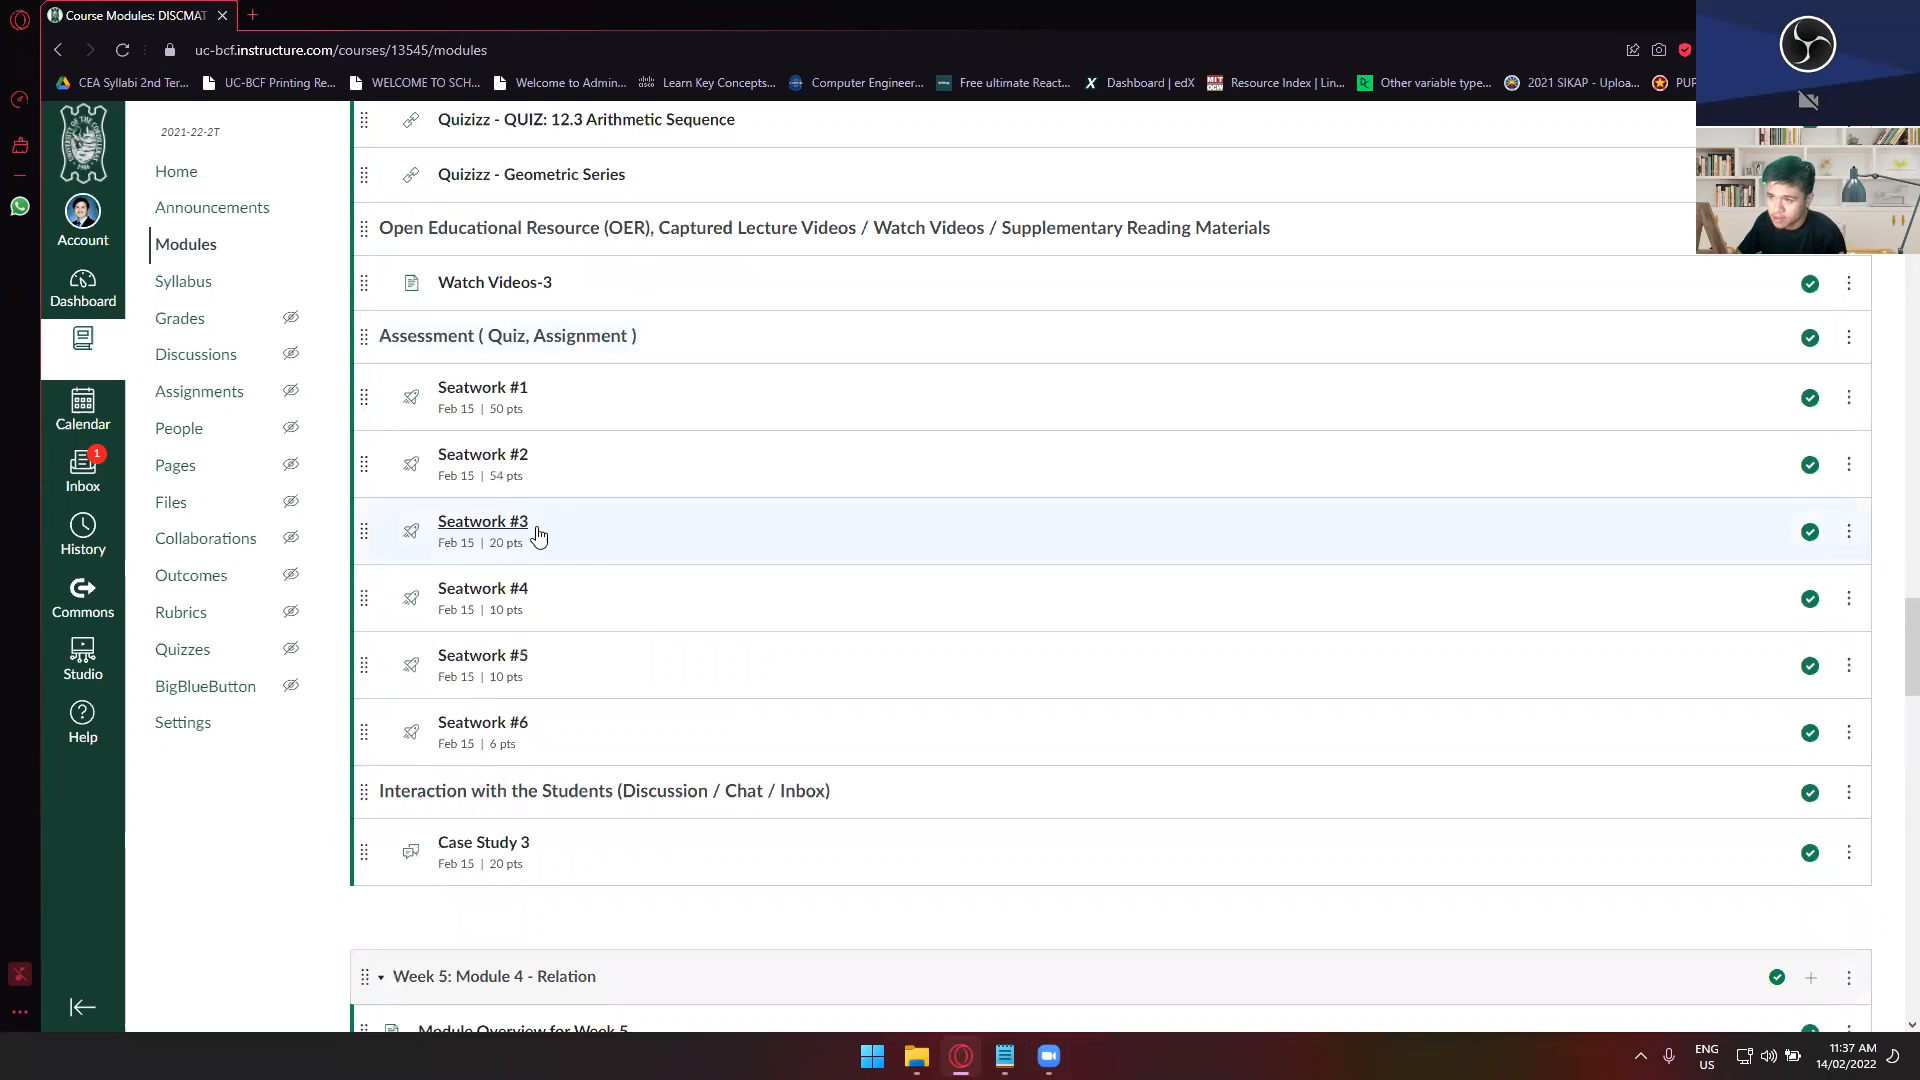 Course Modules: DISCMAT
uc-bcf.instructure.com/courses/13545/modules
CEA Syllabi 2nd Ter...
UC-BCF Printing Re...
WELCOME TO SCH...
Welcome to Admin...
Learn Key Concepts...
Computer Engineer...
Free ultimate React...
Dashboard | edX
Resource Index | Lin...
Other variable type...
2021 SIKAP - Uploa...
PUP
Account
Dashboard
Calendar
1
Inbox
History
Commons
Studio
Help
2021-22-2T
Home
Announcements
Modules
Syllabus
Grades
Discussions
Assignments
People
Pages
Files
Collaborations
Outcomes
Rubrics
Quizzes
BigBlueButton
Settings
Quizizz - QUIZ: 12.3 Arithmetic Sequence
Quizizz - Geometric Series
Open Educational Resource (OER), Captured Lecture Videos / Watch Videos / Supplementary Reading Materials
Watch Videos-3
Assessment ( Quiz, Assignment )
Seatwork #1
Feb 15 | 50 pts
Seatwork #2
Feb 15 | 54 pts
Seatwork #3
Feb 15 | 20 pts
Seatwork #4
Feb 15 | 10 pts
Seatwork #5
Feb 15 | 10 pts
Seatwork #6
Feb 15 | 6 pts
Interaction with the Students (Discussion / Chat / Inbox)
Case Study 3
Feb 15 | 20 pts
Week 5: Module 4 - Relation
Module Overview for Week 5
ENG
US
11:37 AM
14/02/2022